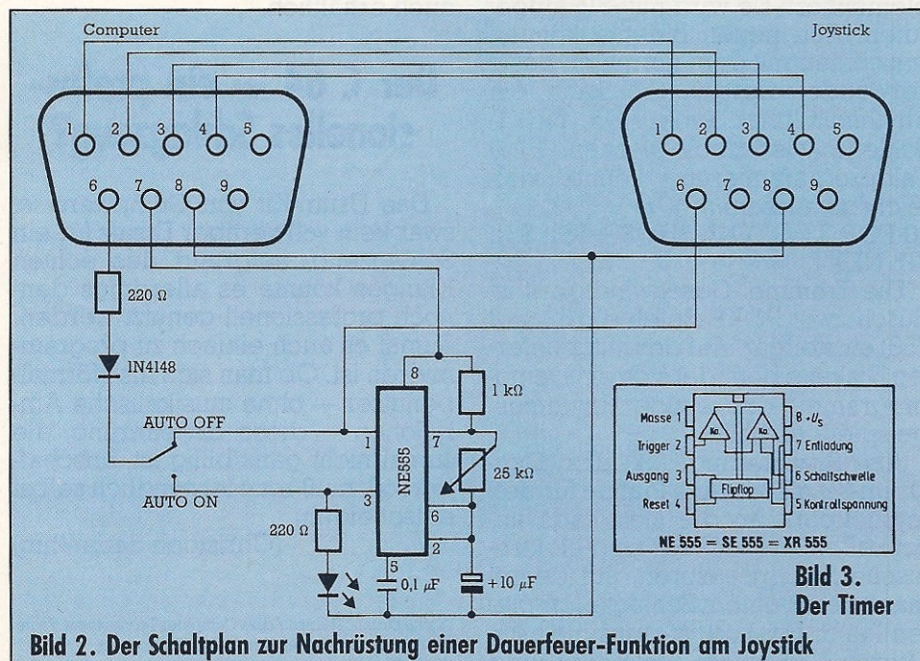 Computer
Joystick
1 2 3 4 5
6 7 8 9
1 2 3 4 5
6 7 8 9
220 Ω
1N4148
AUTO OFF
AUTO ON
220 Ω
8
1
3
7
6
2
5
NE555
1 kΩ
25 kΩ
0,1 µF
+10 µF
Masse 1
Trigger 2
Ausgang 3
Reset 4
8 +Us
7 Entladung
6 Schaltschwelle
5 Kontrollspannung
Ko.
Ko.
Flipflop
NE 555 = SE 555 = XR 555
Bild 3.
Der Timer
Bild 2. Der Schaltplan zur Nachrüstung einer Dauerfeuer-Funktion am Joystick